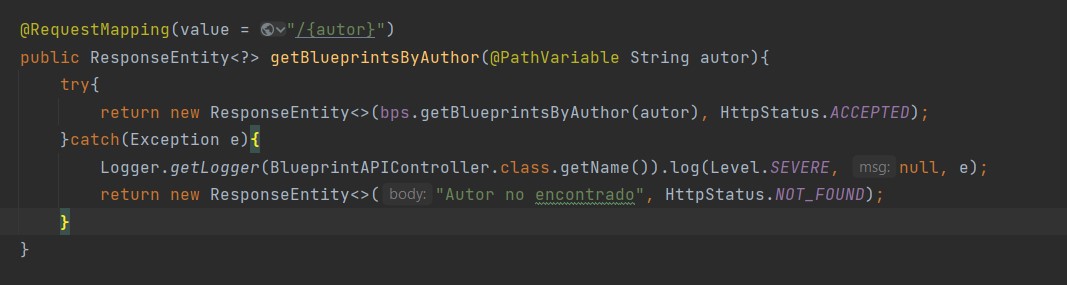 @RequestMapping(value = "/{autor}")
public ResponseEntity<?> getBlueprintsByAuthor(@PathVariable String autor){
try{
return new ResponseEntity<>(bps.getBlueprintsByAuthor(autor), HttpStatus.ACCEPTED);
}catch(Exception e){
Logger.getLogger(BlueprintAPIController.class.getName()).log(Level.SEVERE, msg: null, e);
return new ResponseEntity<>( body: "Autor no encontrado", HttpStatus.NOT_FOUND);
}
}